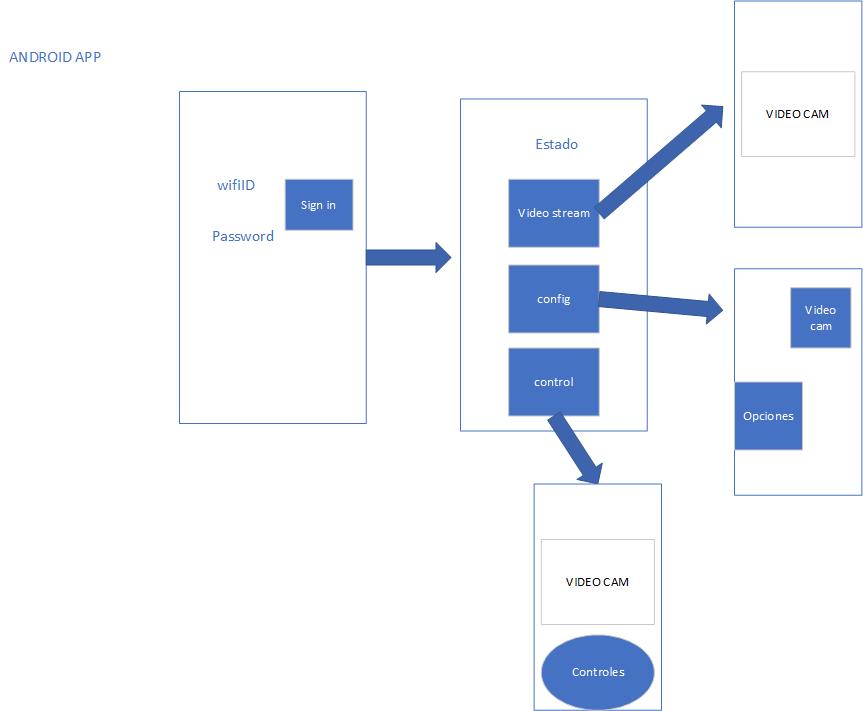 ANDROID APP
wifiID
Sign in
Password
Estado
Video stream
config
control
VIDEO CAM
Video
cam
Opciones
VIDEO CAM
Controles